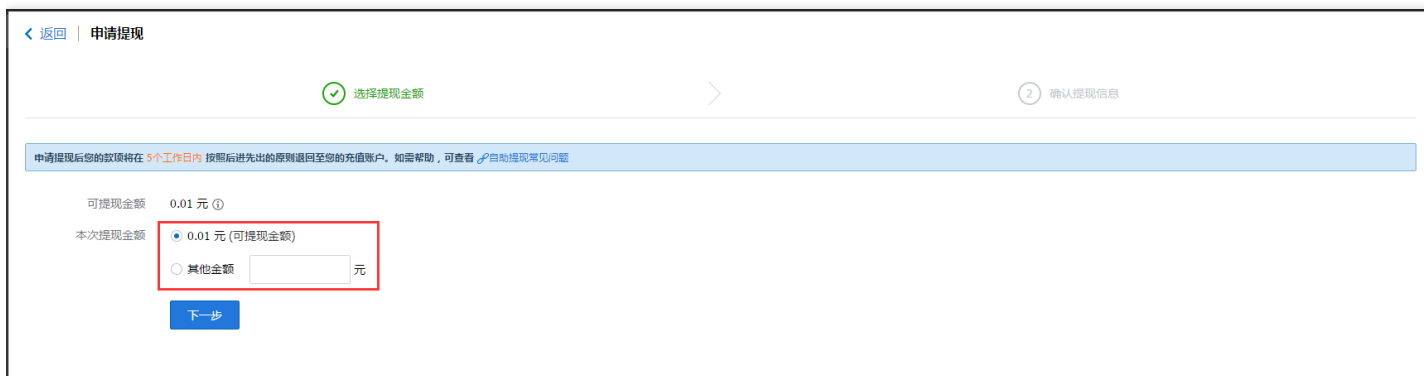 返回 申请提现
选择提现金额 2 确认提现信息
申请提现后您的款项将在 5个工作日内 按照后进先出的原则退回至您的充值账户。如需帮助,可查看 自助提现常见问题
可提现金额 0.01 元
本次提现金额 0.01 元 (可提现金额)
其他金额 元
下一步